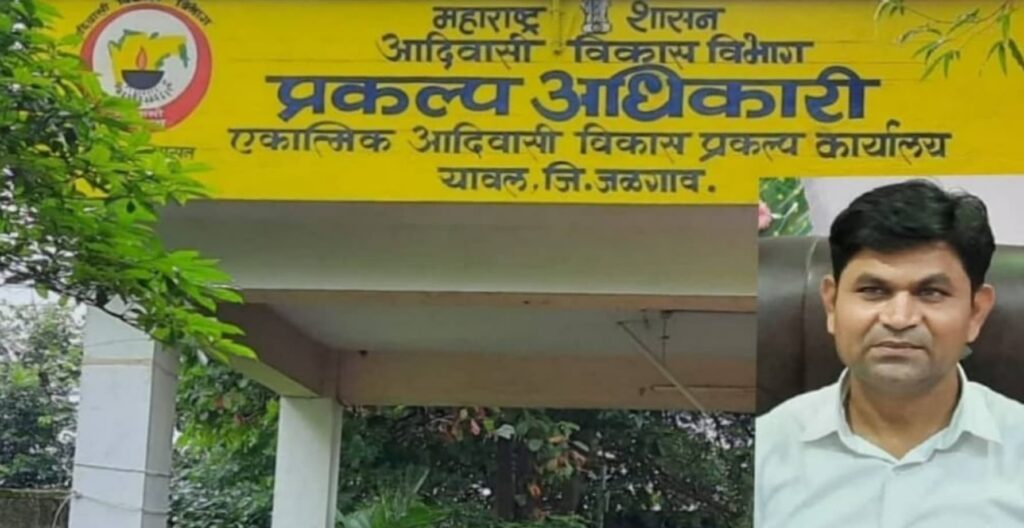 महाराष्ट्र शासन
आदिवासी विकास विभाग
प्रकल्प अधिकारी
एकात्मिक आदिवासी विकास प्रकल्प कार्यालय
यावल, जि.जळगाव.